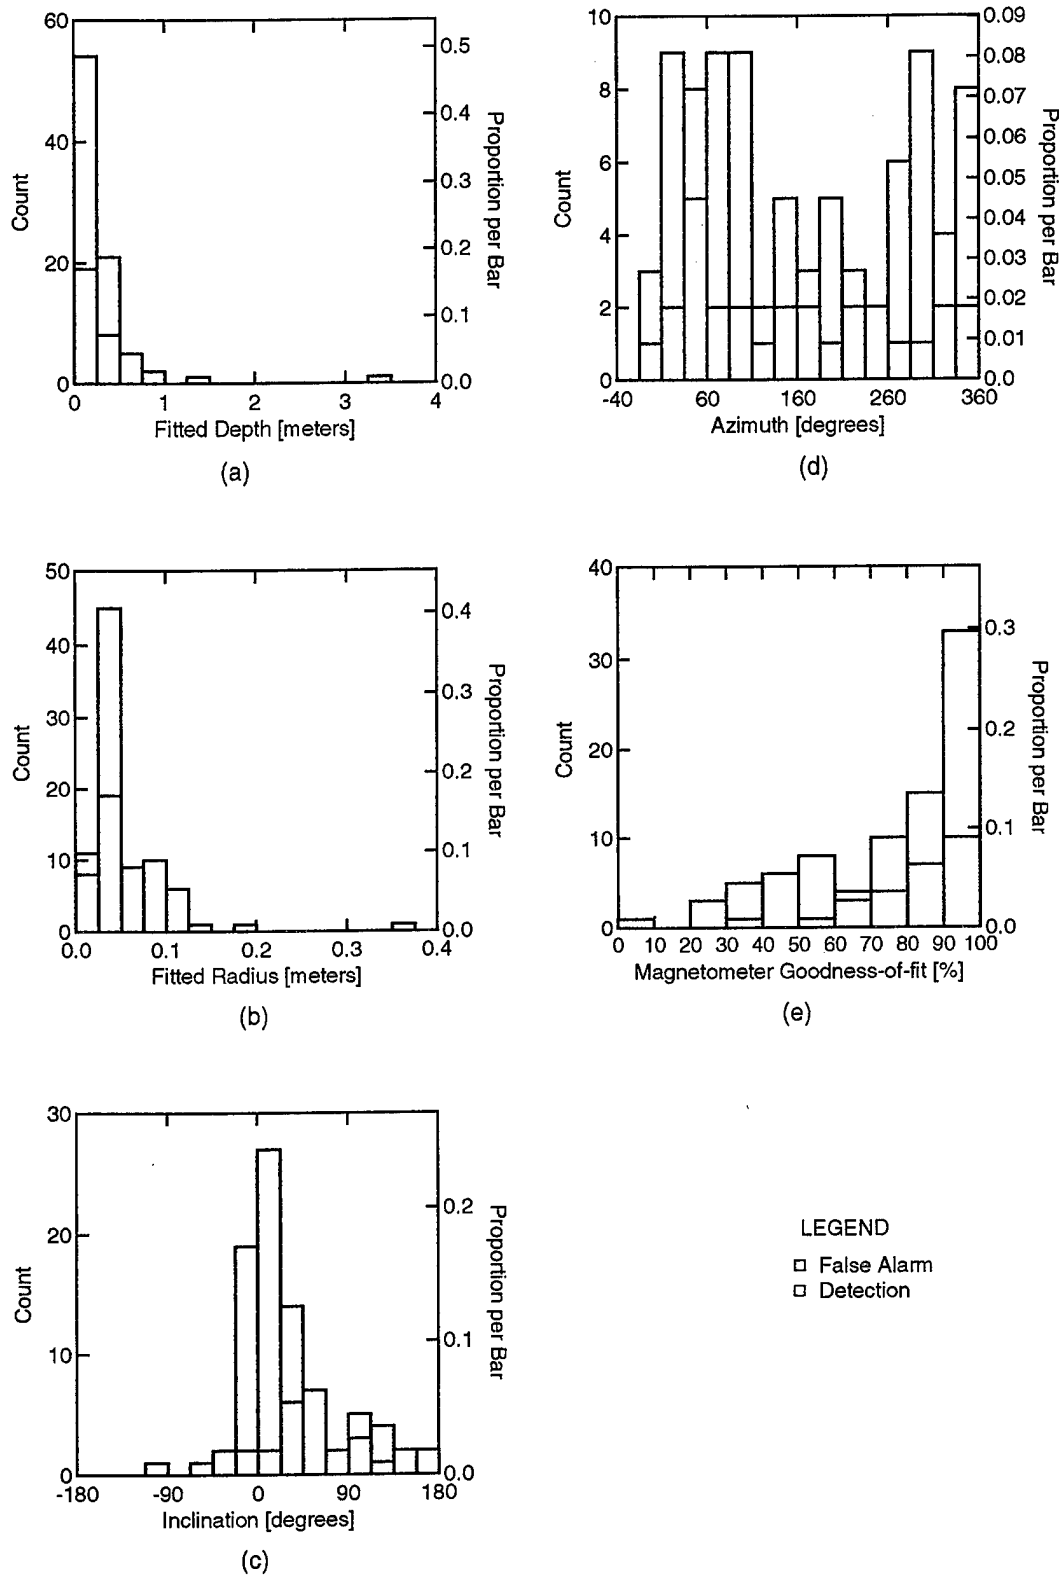 60
40
20
0
Count
0.5
0.4
0.3
0.2
0.1
0.0
Proportion per Bar
0 1 2 3 4
Fitted Depth [meters]
(a)
10
8
6
4
2
0
Count
0.09
0.08
0.07
0.06
0.05
0.04
0.03
0.02
0.01
0.0
Proportion per Bar
-40 60 160 260 360
Azimuth [degrees]
(d)
50
40
30
20
10
0
Count
0.4
0.3
0.2
0.1
0.0
Proportion per Bar
0.0 0.1 0.2 0.3 0.4
Fitted Radius [meters]
(b)
40
30
20
10
0
Count
0.3
0.2
0.1
0.0
Proportion per Bar
0 10 20 30 40 50 60 70 80 90 100
Magnetometer Goodness-of-fit [%]
(e)
30
20
10
0
Count
0.2
0.1
0.0
Proportion per Bar
-180 -90 0 90 180
Inclination [degrees]
(c)
LEGEND
False Alarm
Detection